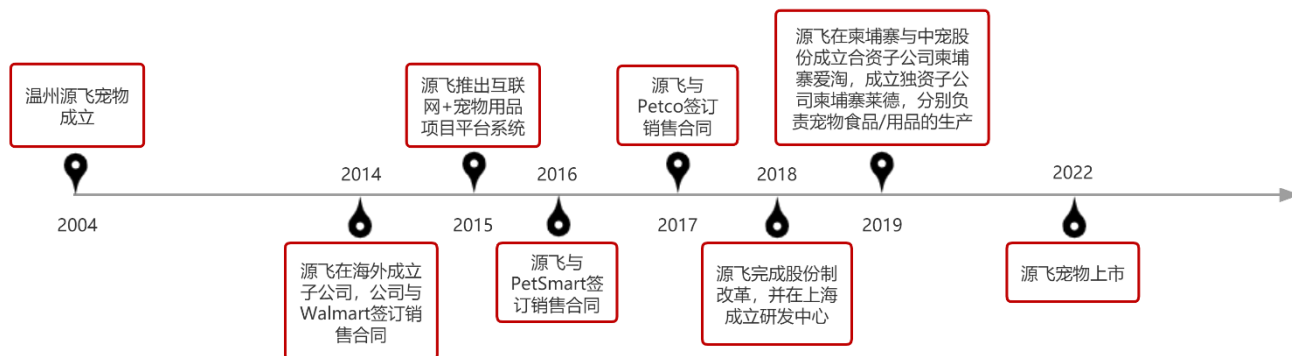 温州源飞宠物
成立
源飞推出互联
网+宠物用品
项目平台系统
源飞与
Petco签订
销售合同
源飞在柬埔寨与中宠股
份成立合资子公司柬埔
寨爱淘，成立独资子公
司柬埔寨莱德，分别负
责宠物食品/用品的生产
2014
2016
2018
2022
2004
2015
2017
2019
源飞在海外成立
子公司，公司与
Walmart签订销
售合同
源飞与
PetSmart签
订销售合同
源飞完成股份制
改革，并在上海
成立研发中心
源飞宠物上市